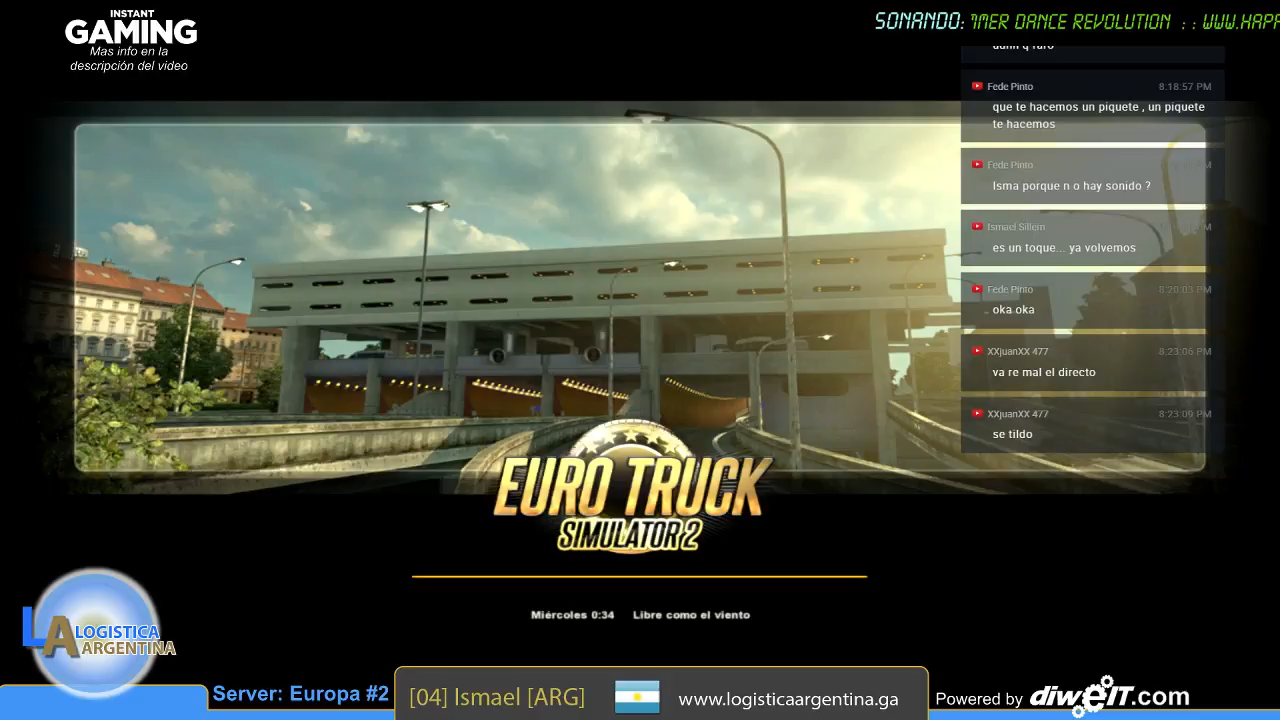 INSTANT
GAMING
Mas info en la
descripción del video
SONANDO: MER DANCE REVOLUTION : : WWW.HAPP
Fede Pinto 8:18:57 PM
que te hacemos un piquete , un piquete
te hacemos
Fede Pinto
Isma porque n o hay sonido ?
Ismael Sillem
es un toque... ya volvemos
Fede Pinto 8:20:03 PM
oka oka
XXjuanXX 477 8:23:06 PM
va re mal el directo
XXjuanXX 477 8:23:09 PM
se tildo
EURO TRUCK
SIMULATOR 2
Miércoles 0:34 Libre como el viento
LA LOGISTICA
ARGENTINA
Server: Europa #2
[04] Ismael [ARG]
www.logisticaargentina.ga
Powered by diweIT.com